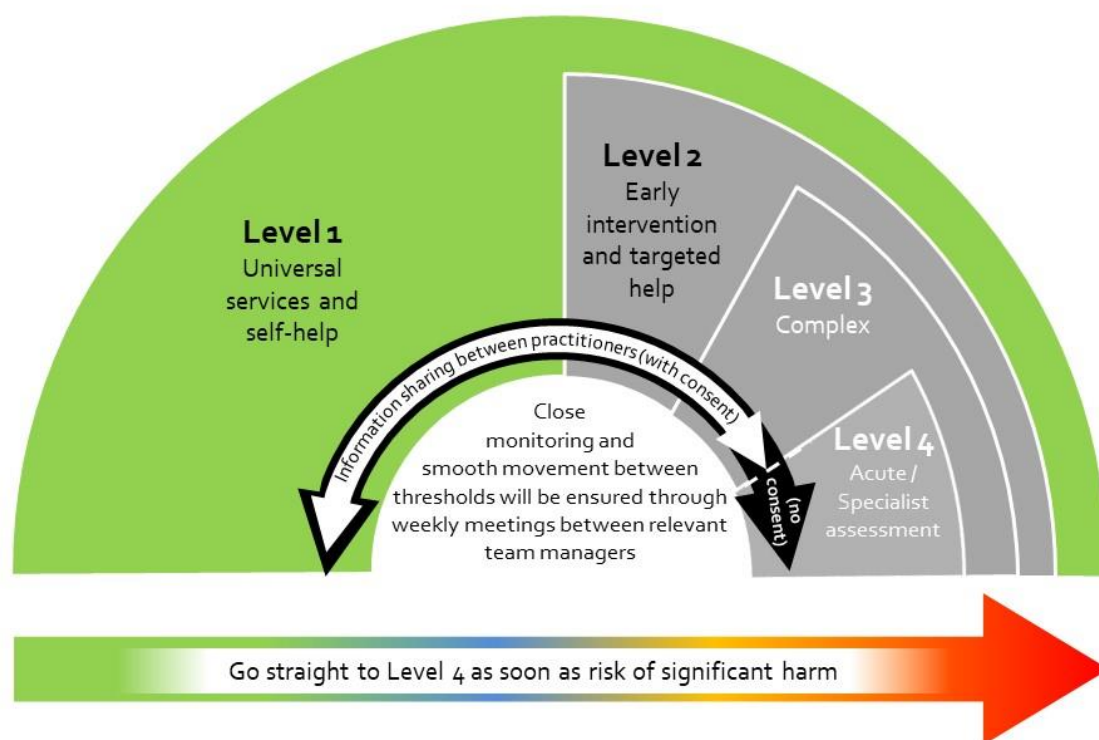 Level 1
Universal
services and
self-help
Level 2
Early
intervention
and targeted
help
Level 3
Complex
Level 4
Acute /
Specialist
assessment
Information sharing between practitioners (with consent)
(no
consent)
Close
monitoring and
smooth movement between
thresholds will be ensured through
weekly meetings between relevant
team managers
Go straight to Level 4 as soon as risk of significant harm